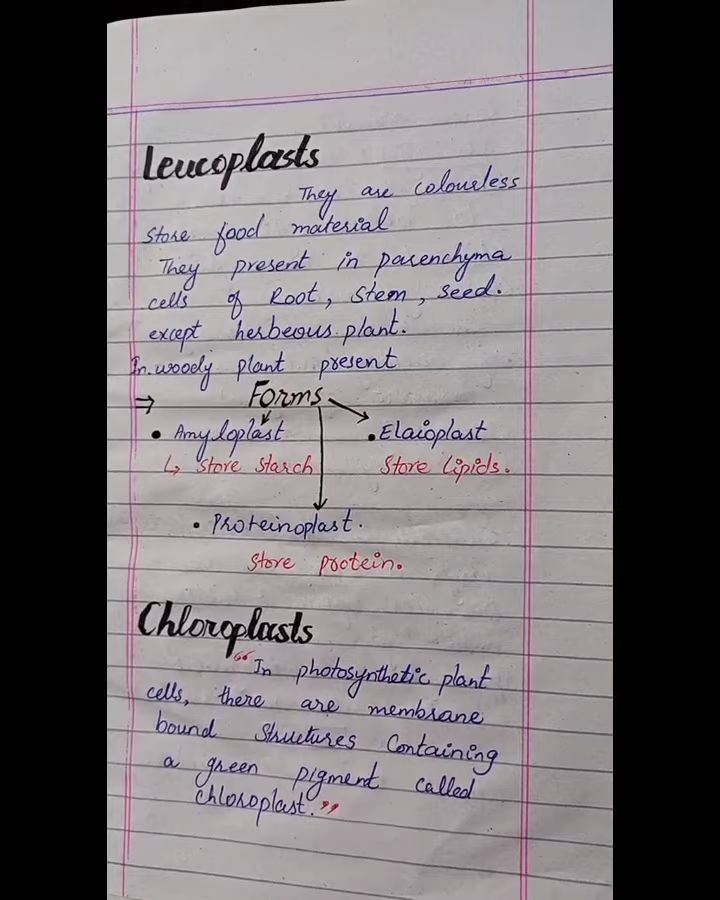 Leucoplasts
They are colourless
store food material
They present in parenchyma
cells of Root, Stem, seed.
except herbeous plant.
In woody plant present
⇒ Forms
• Amyloplast
↳ Store starch
• Elaioplast
Store Lipids.
• Proteinoplast.
Store protein.
Chloroplasts
“In photosynthetic plant
cells, there are membrane
bound structures Containing
a green pigment called
chloroplast.”